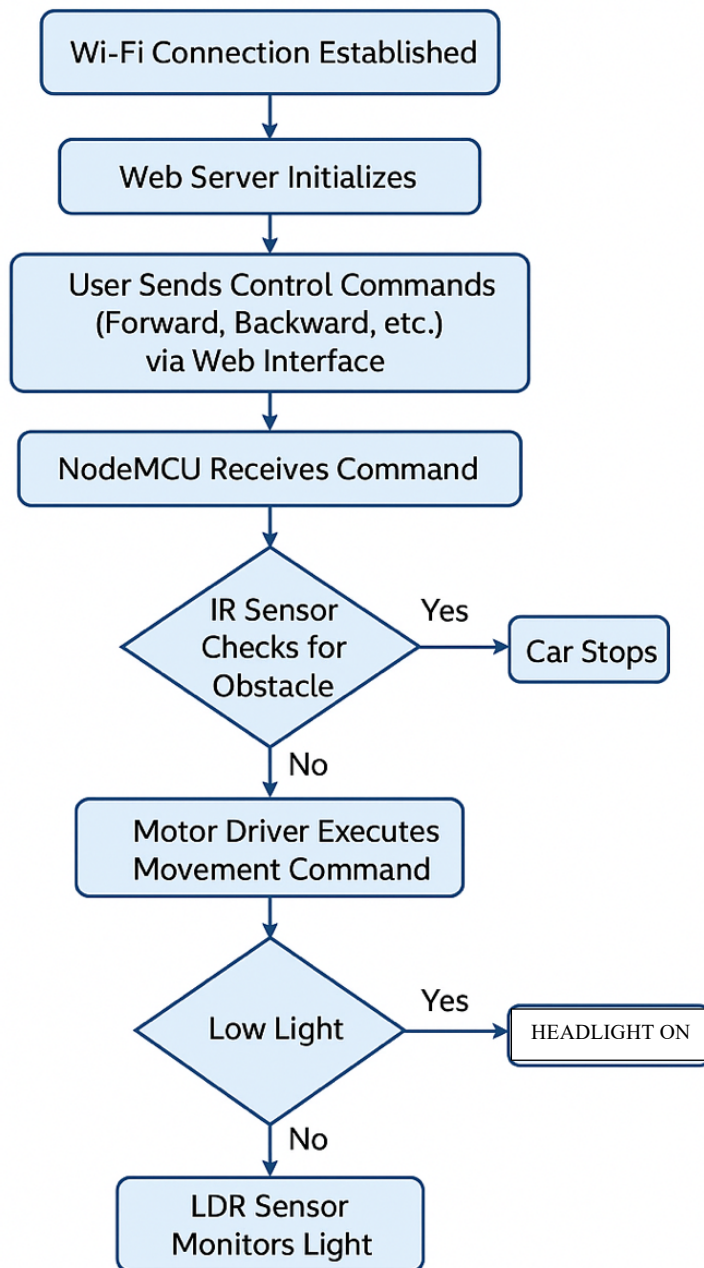 Wi-Fi Connection Established
Web Server Initializes
User Sends Control Commands
(Forward, Backward, etc.)
via Web Interface
NodeMCU Receives Command
IR Sensor
Checks for
Obstacle
Yes
Car Stops
No
Motor Driver Executes
Movement Command
Low Light
Yes
HEADLIGHT ON
No
LDR Sensor
Monitors Light